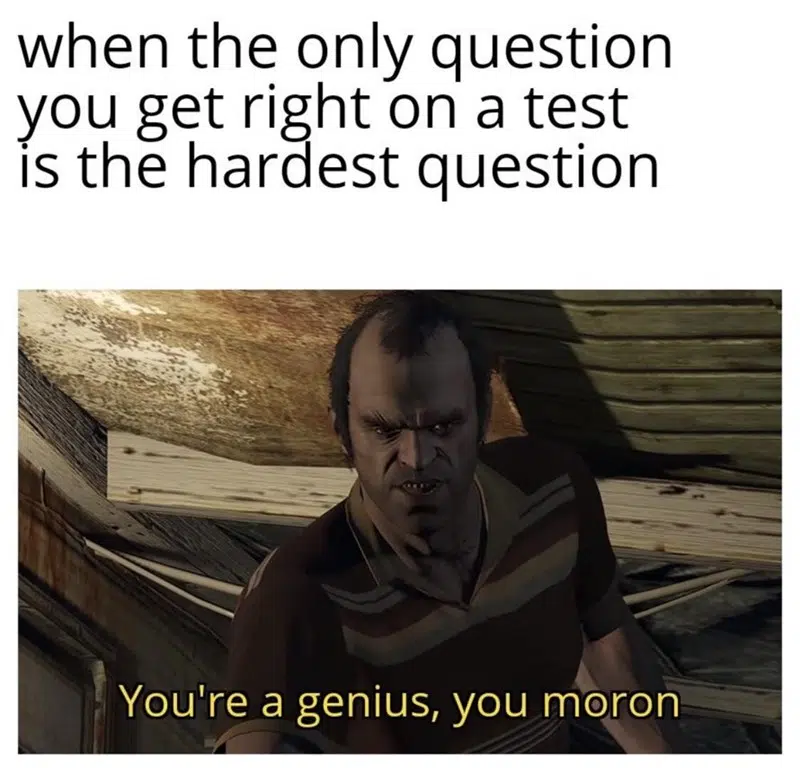 when the only question
you get right on a test
is the hardest question
You're a genius, you moron